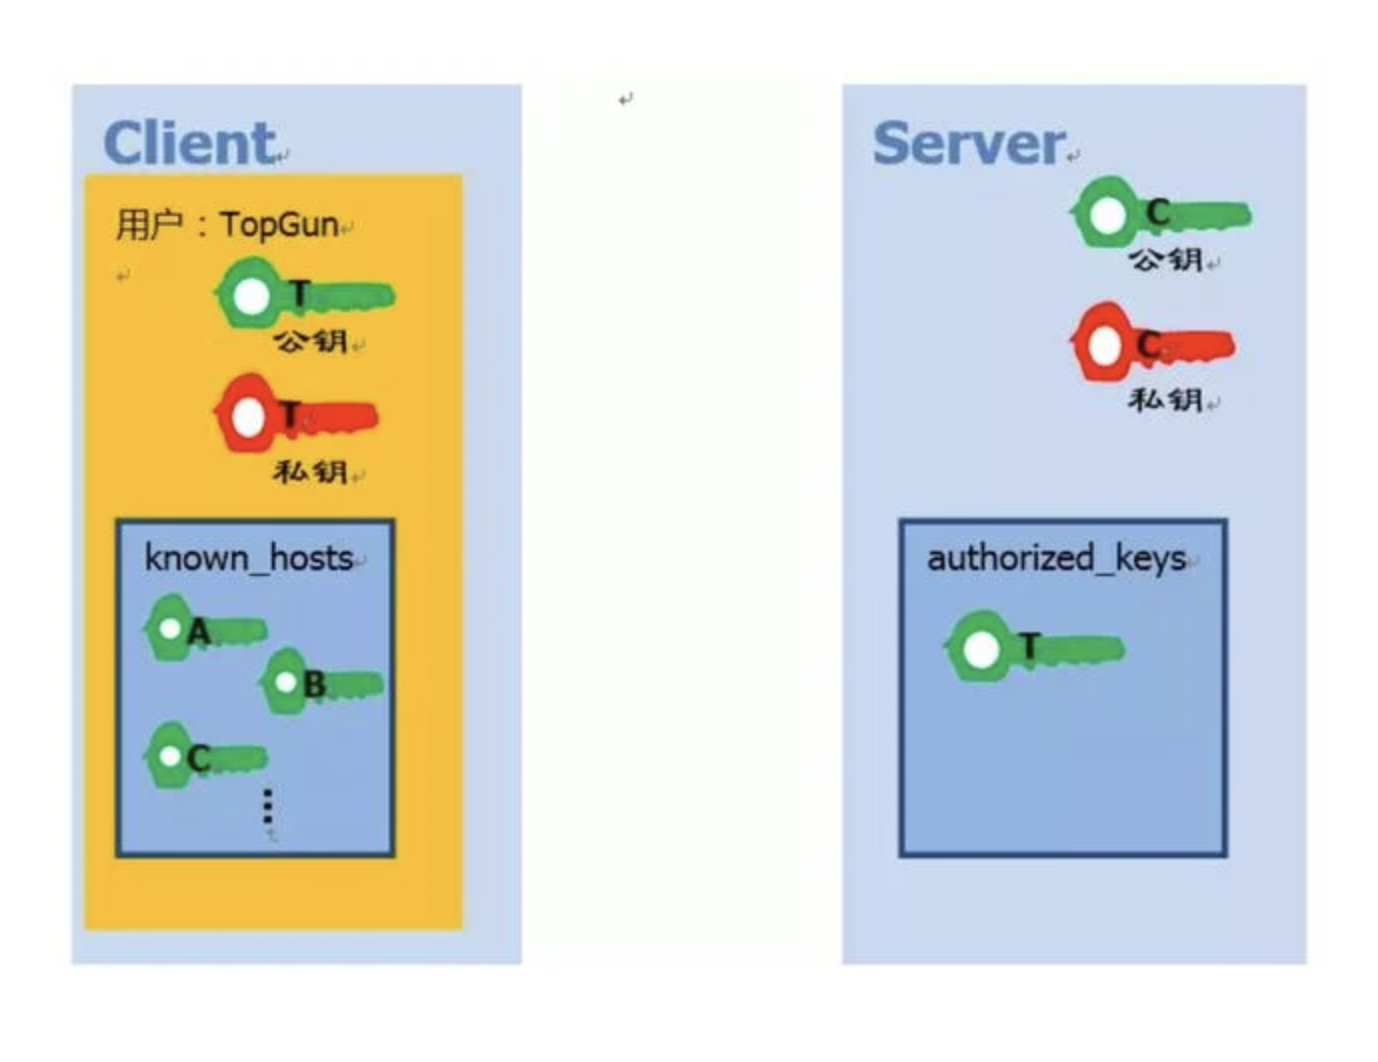 Client
用户：TopGun
T
公钥
T
私钥
known_hosts
A
B
C
Server
C
公钥
C
私钥
authorized_keys
T